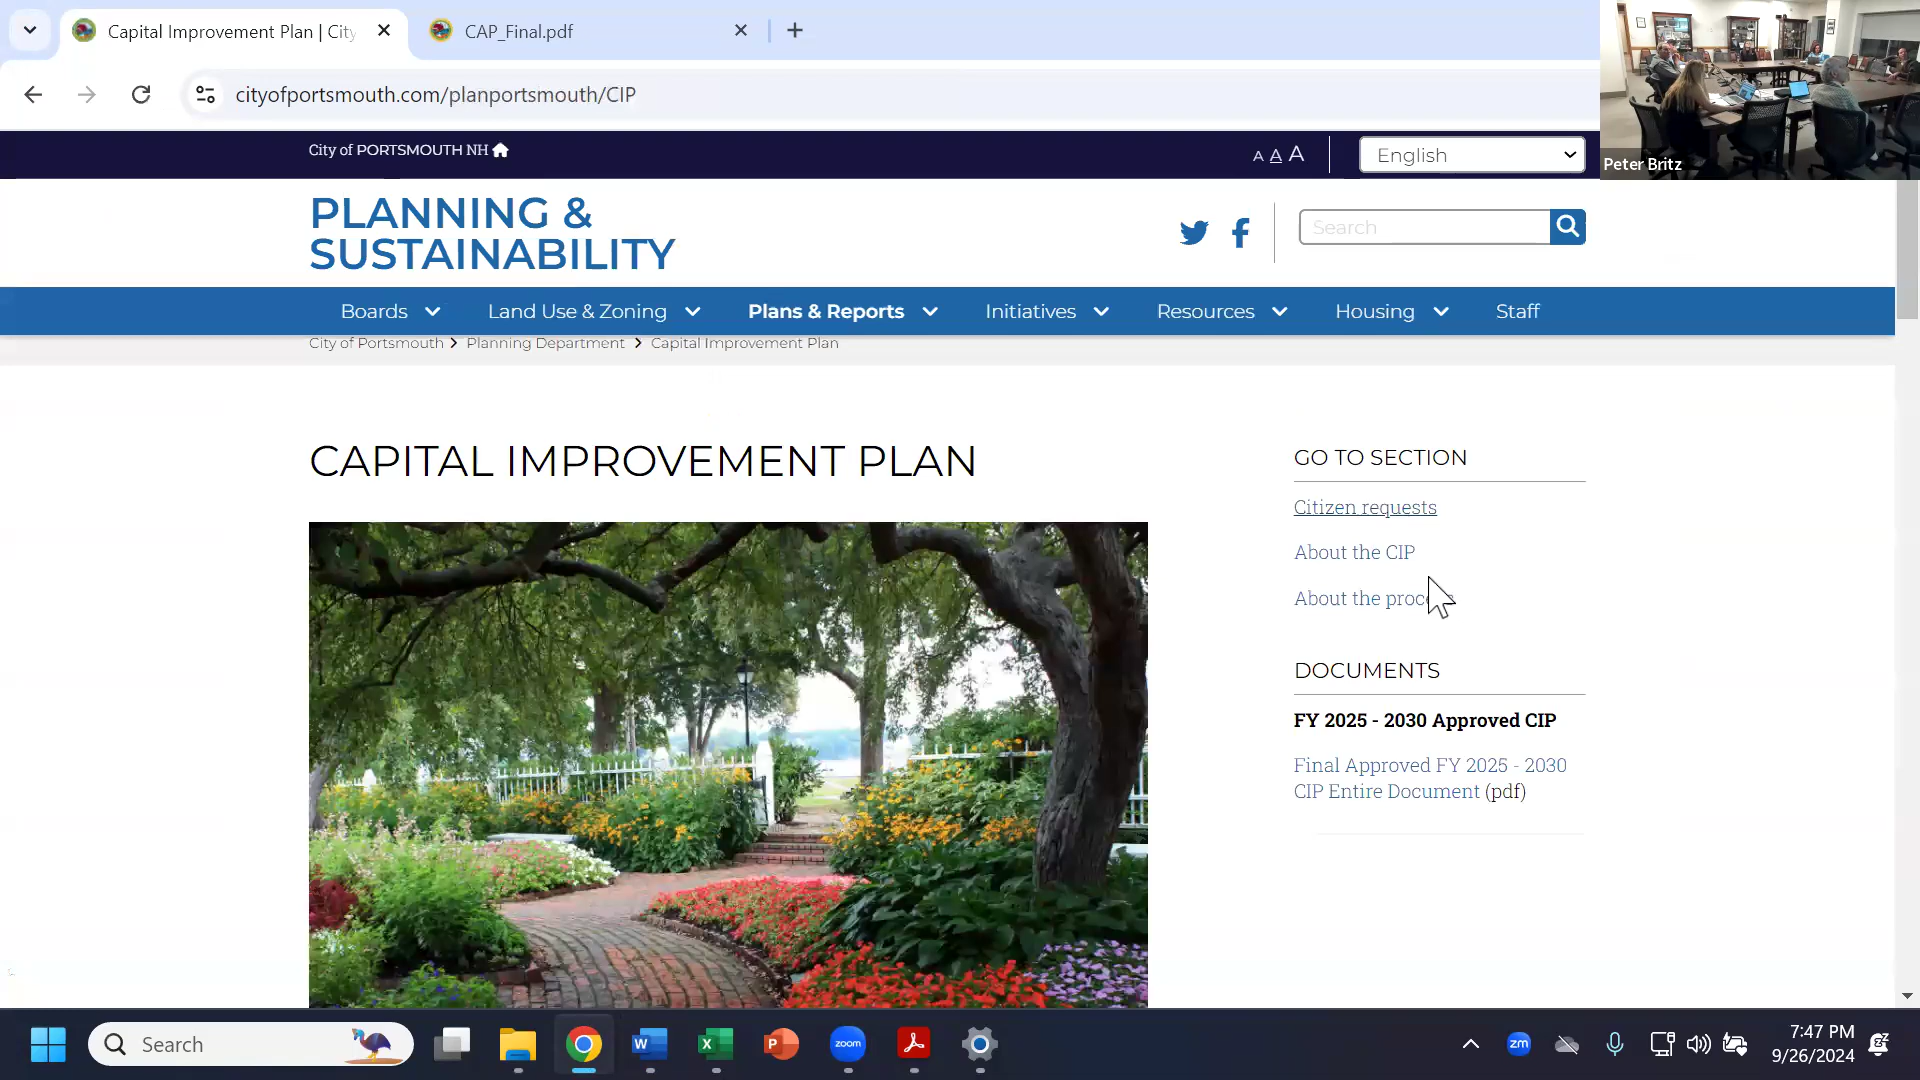 Capital Improvement Plan | City
CAP_Final.pdf
cityofportsmouth.com/planportsmouth/CIP
Peter Britz
City of PORTSMOUTH NH
A A A
English
PLANNING &
SUSTAINABILITY
Search
Boards
Land Use & Zoning
Plans & Reports
Initiatives
Resources
Housing
Staff
City of Portsmouth
Planning Department
Capital Improvement Plan
CAPITAL IMPROVEMENT PLAN
GO TO SECTION
Citizen requests
About the CIP
About the
DOCUMENTS
FY 2025 - 2030 Approved CIP
Final Approved FY 2025 - 2030
CIP Entire Document (pdf)
Search
W
X
P
zoom
zm
7:47 PM
9/26/2024